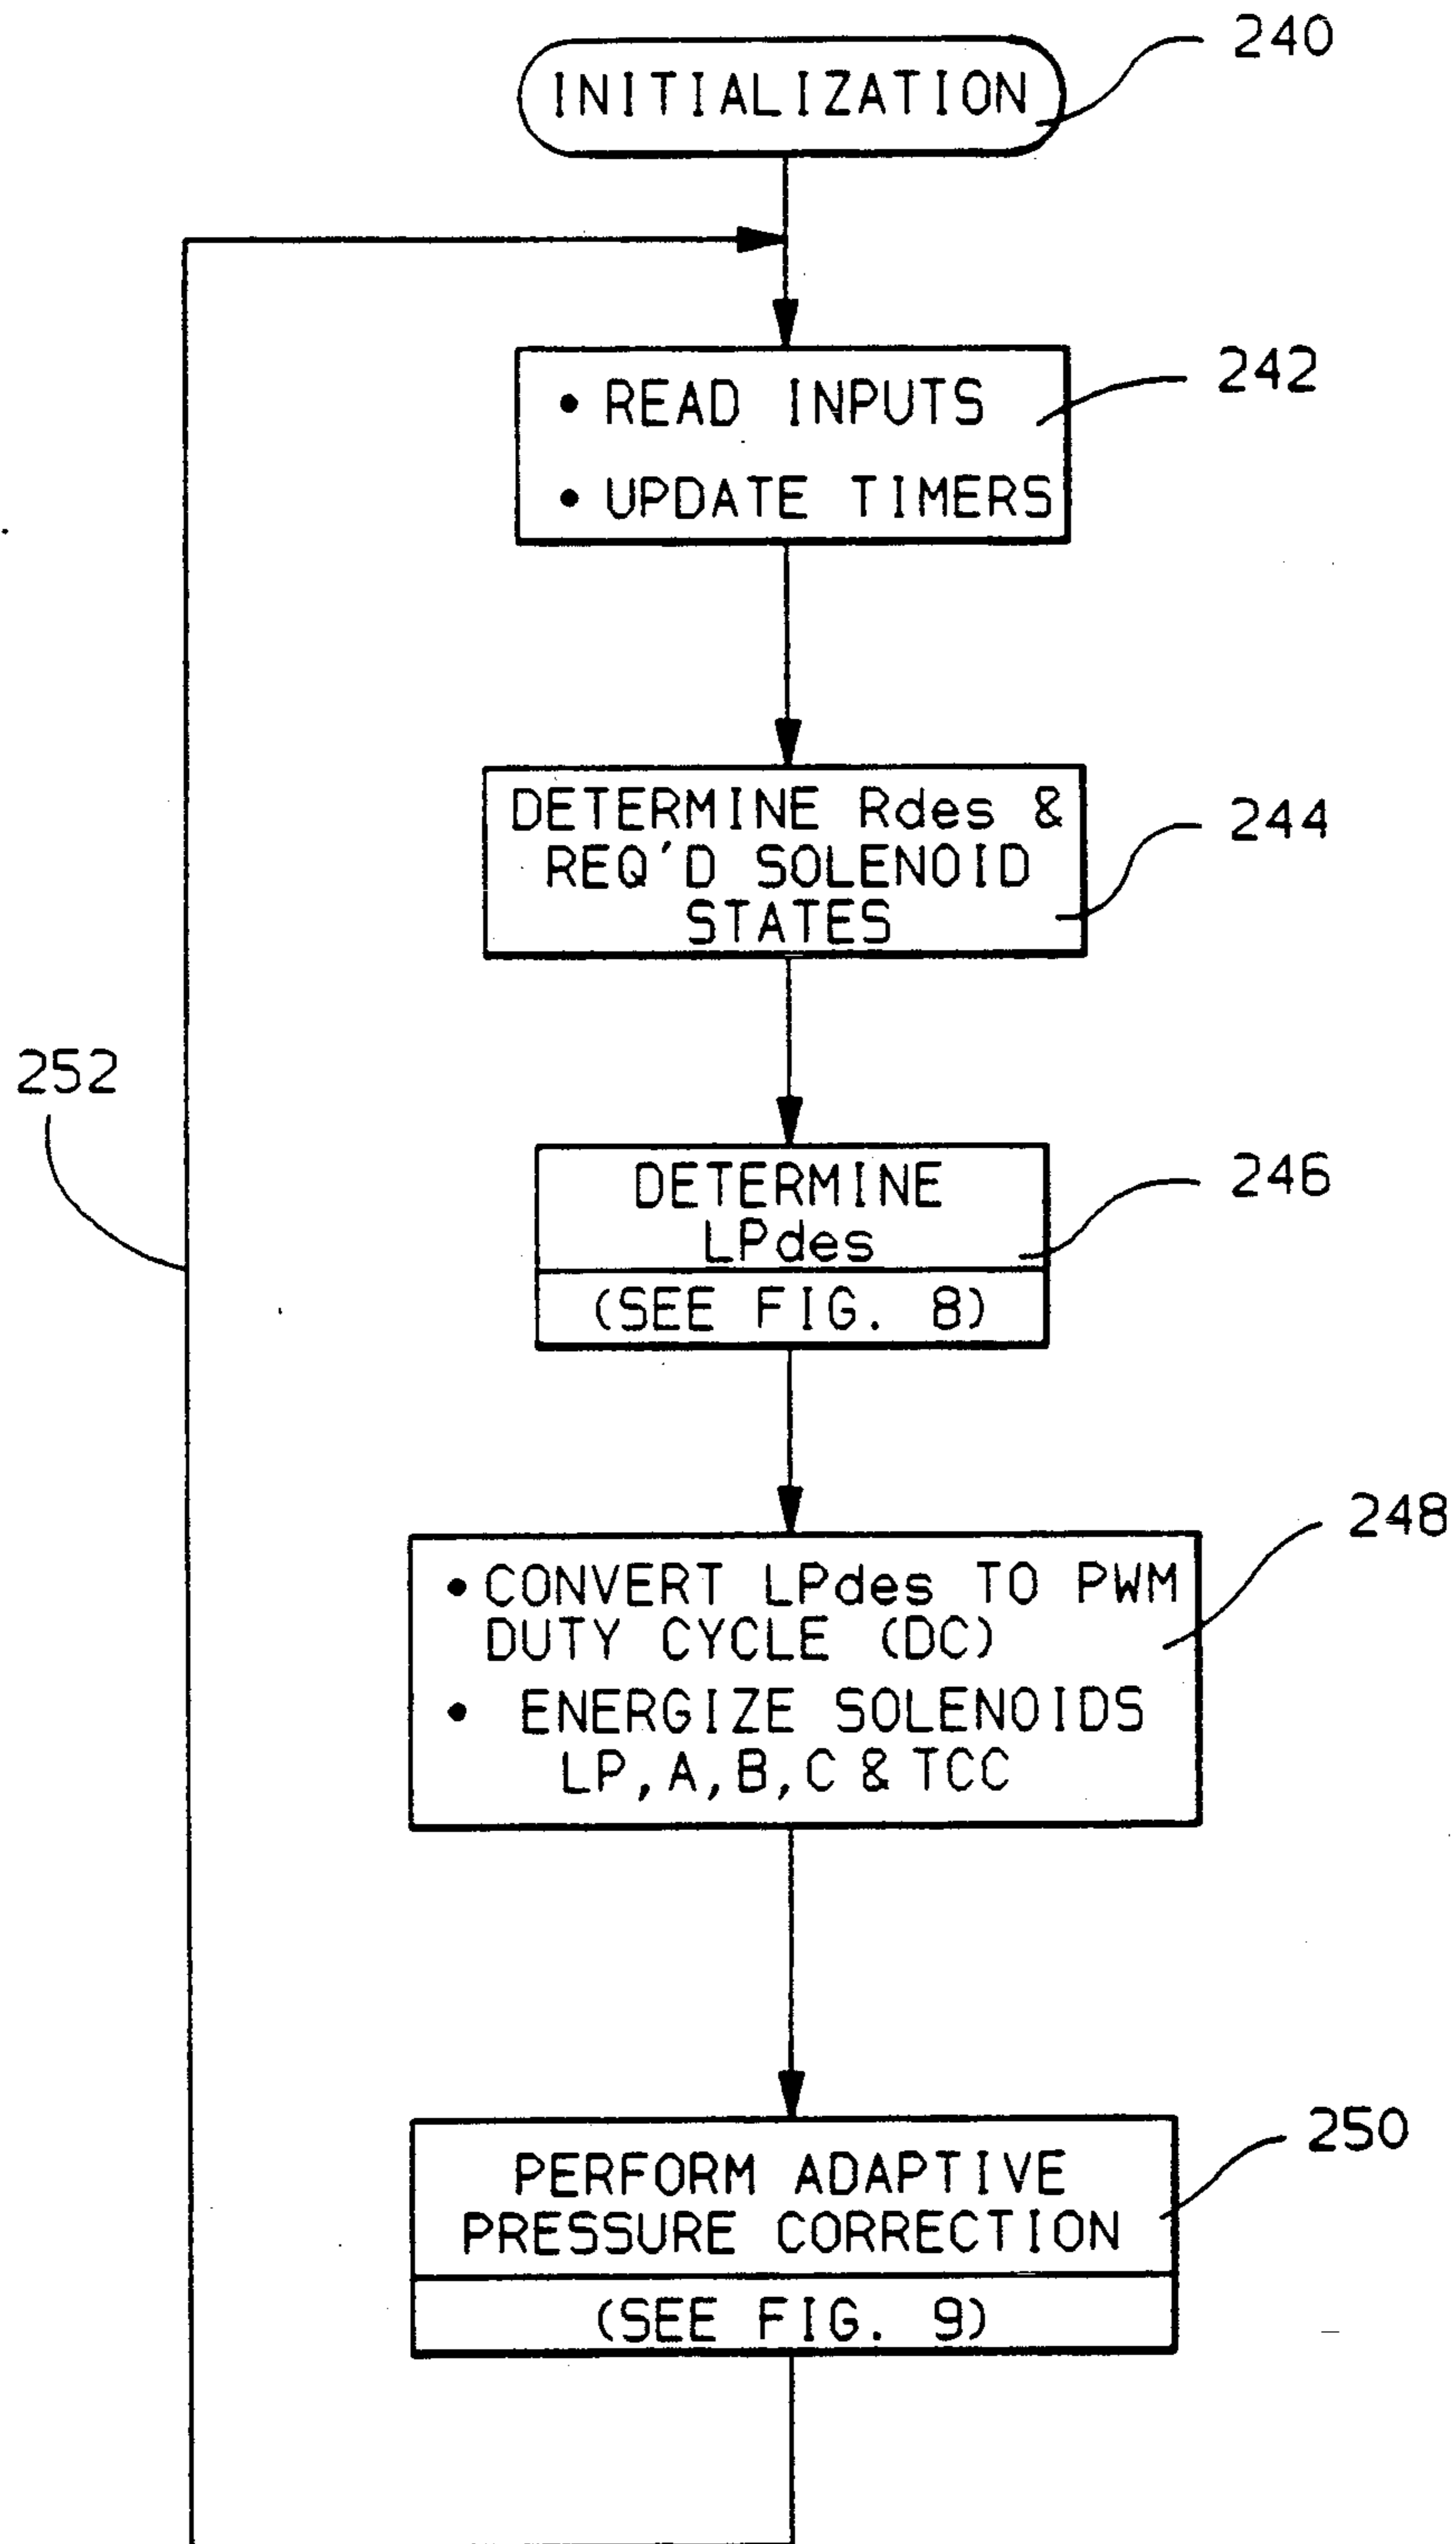 240
INITIALIZATION
242
• READ INPUTS
• UPDATE TIMERS
244
DETERMINE Rdes &
REQ'D SOLENOID
STATES
252
246
DETERMINE
LPdes
(SEE FIG. 8)
248
• CONVERT LPdes TO PWM
DUTY CYCLE (DC)
• ENERGIZE SOLENOIDS
LP, A, B, C & TCC
250
PERFORM ADAPTIVE
PRESSURE CORRECTION
(SEE FIG. 9)